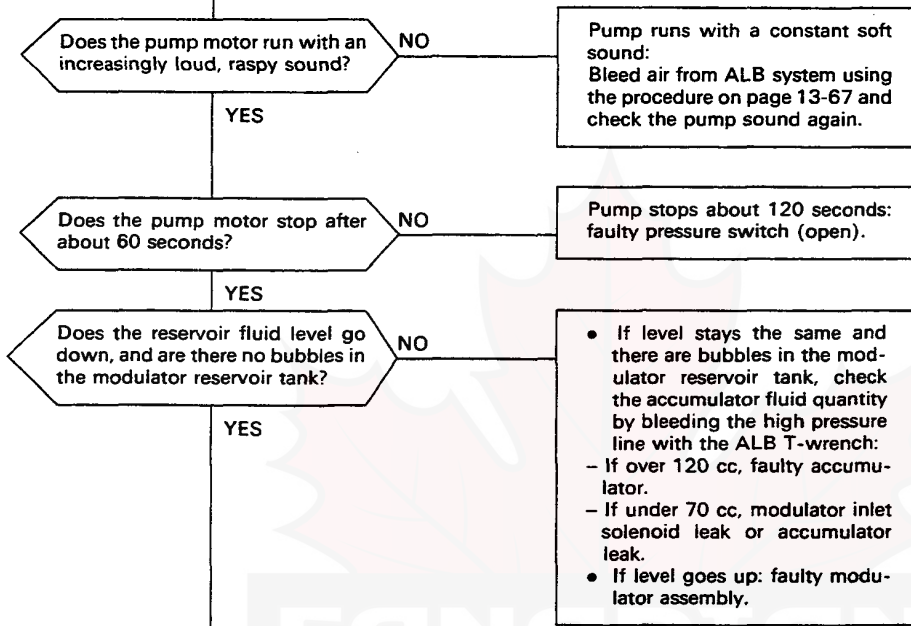 Does the pump motor run with an
increasingly loud, raspy sound?
NO
Pump runs with a constant soft
sound:
Bleed air from ALB system using
the procedure on page 13-67 and
check the pump sound again.
YES
Does the pump motor stop after
about 60 seconds?
NO
Pump stops about 120 seconds:
faulty pressure switch (open).
YES
Does the reservoir fluid level go
down, and are there no bubbles in
the modulator reservoir tank?
NO
● If level stays the same and
there are bubbles in the mod-
ulator reservoir tank, check
the accumulator fluid quantity
by bleeding the high pressure
line with the ALB T-wrench:
– If over 120 cc, faulty accumu-
lator.
– If under 70 cc, modulator inlet
solenoid leak or accumulator
leak.
● If level goes up: faulty modu-
lator assembly.
YES